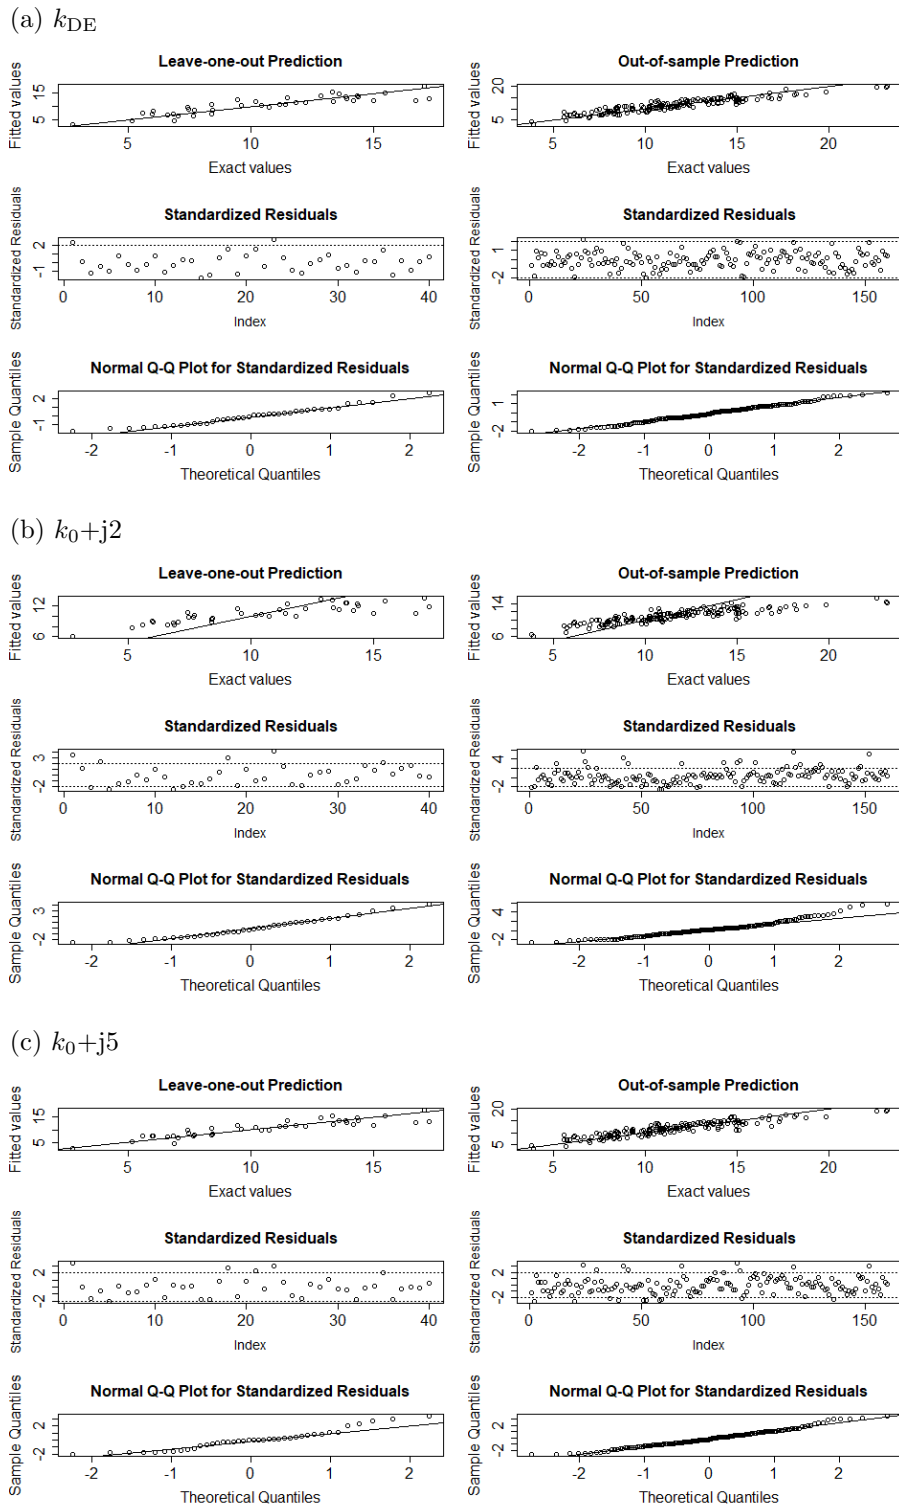 (a) k_DE
Leave-one-out Prediction
Out-of-sample Prediction
Fitted values
5 15
5 10 15
Exact values
Fitted values
5 20
5 10 15 20
Exact values
Standardized Residuals
Standardized Residuals
Standardized Residuals
-1 2
0 10 20 30 40
Index
Standardized Residuals
-2 1
0 50 100 150
Index
Normal Q-Q Plot for Standardized Residuals
Normal Q-Q Plot for Standardized Residuals
Sample Quantiles
-1 2
-2 -1 0 1 2
Theoretical Quantiles
Sample Quantiles
-2 1
-2 -1 0 1 2
Theoretical Quantiles
(b) k_0+j2
Leave-one-out Prediction
Out-of-sample Prediction
Fitted values
6 12
5 10 15
Exact values
Fitted values
6 14
5 10 15 20
Exact values
Standardized Residuals
Standardized Residuals
Standardized Residuals
-2 3
0 10 20 30 40
Index
Standardized Residuals
-2 4
0 50 100 150
Index
Normal Q-Q Plot for Standardized Residuals
Normal Q-Q Plot for Standardized Residuals
Sample Quantiles
-2 3
-2 -1 0 1 2
Theoretical Quantiles
Sample Quantiles
-2 4
-2 -1 0 1 2
Theoretical Quantiles
(c) k_0+j5
Leave-one-out Prediction
Out-of-sample Prediction
Fitted values
5 15
5 10 15
Exact values
Fitted values
5 20
5 10 15 20
Exact values
Standardized Residuals
Standardized Residuals
Standardized Residuals
-2 2
0 10 20 30 40
Index
Standardized Residuals
-2 2
0 50 100 150
Index
Normal Q-Q Plot for Standardized Residuals
Normal Q-Q Plot for Standardized Residuals
Sample Quantiles
-2 2
-2 -1 0 1 2
Theoretical Quantiles
Sample Quantiles
-2 2
-2 -1 0 1 2
Theoretical Quantiles